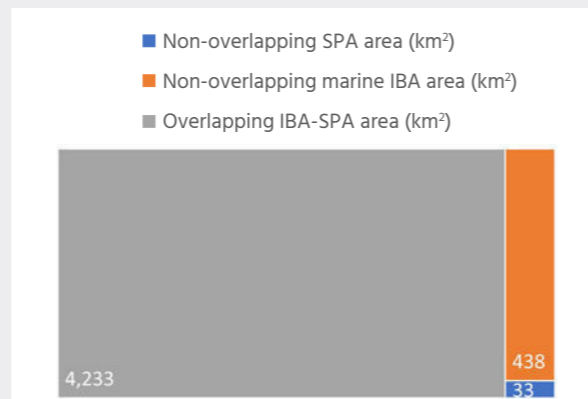 Non-overlapping SPA area (km²)
Non-overlapping marine IBA area (km²)
Overlapping IBA-SPA area (km²)
438
4,233
33